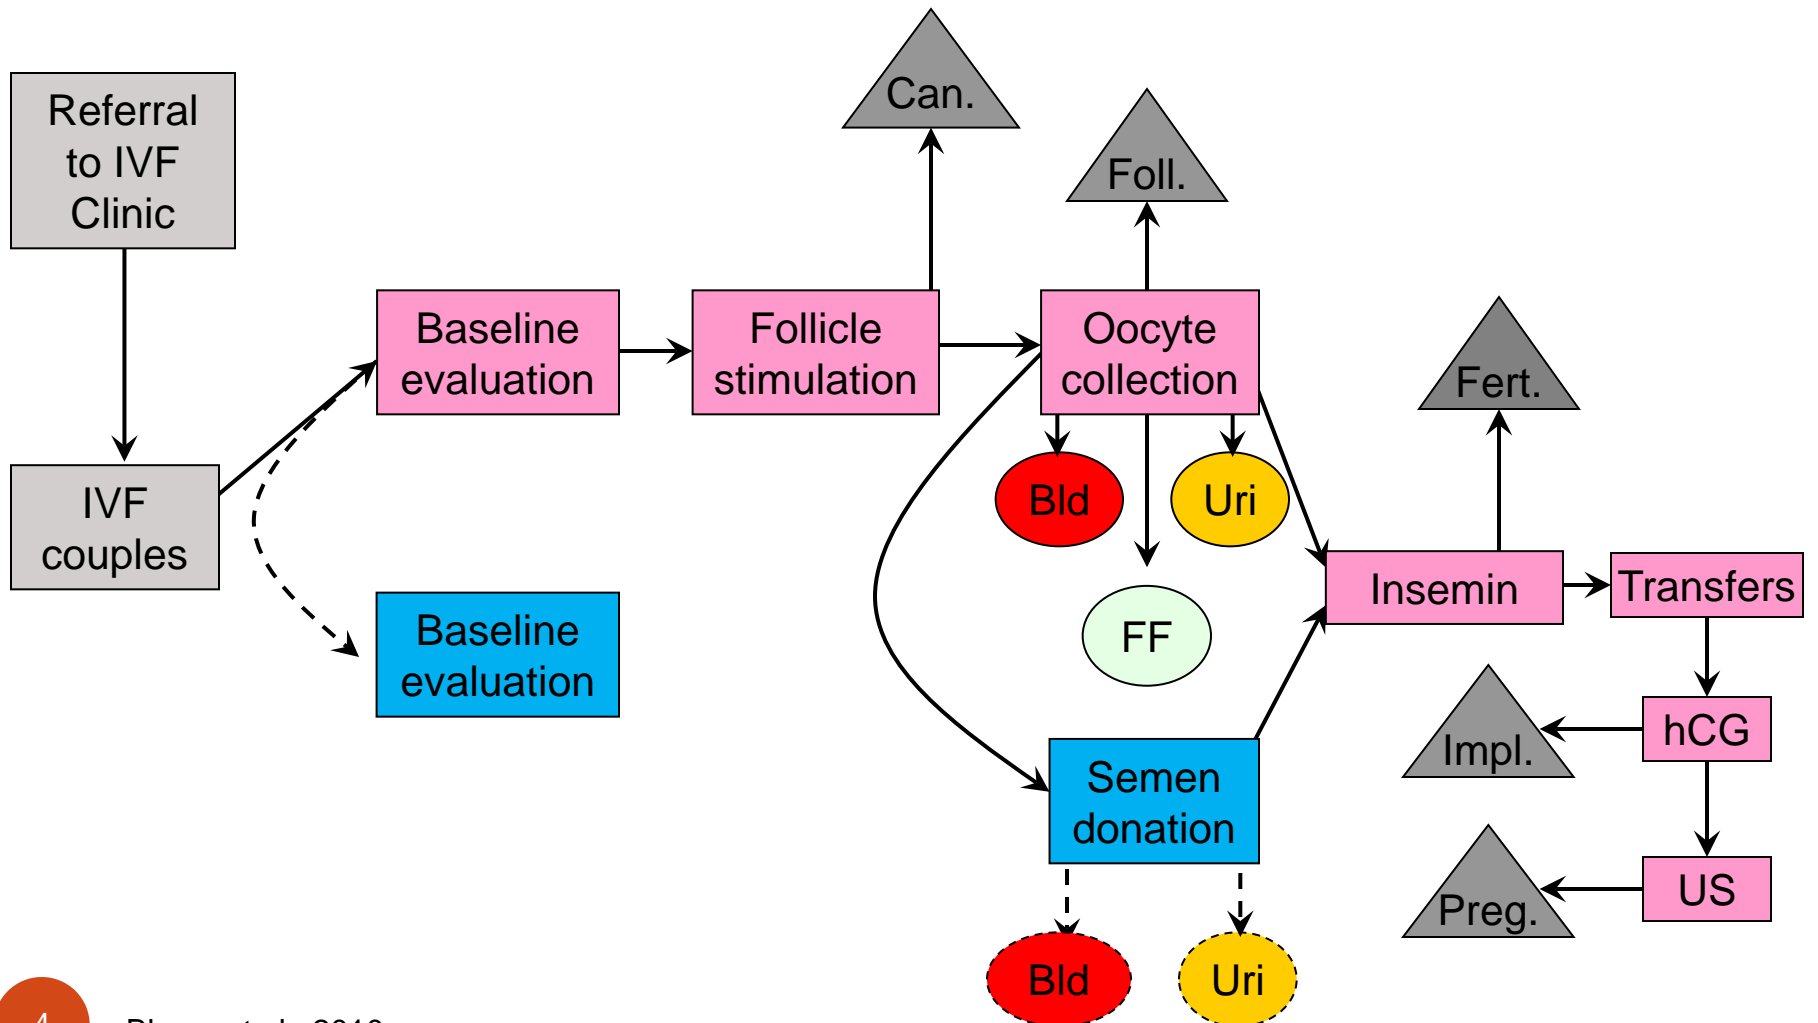 Can.
Referral
to IVF
Clinic
Foll.
Baseline
evaluation
Follicle
stimulation
Oocyte
collection
Fert.
IVF
couples
Bld
Uri
Insemin
Transfers
Baseline
evaluation
FF
Semen
donation
Impl.
hCG
Preg.
US
Bld
Uri
4